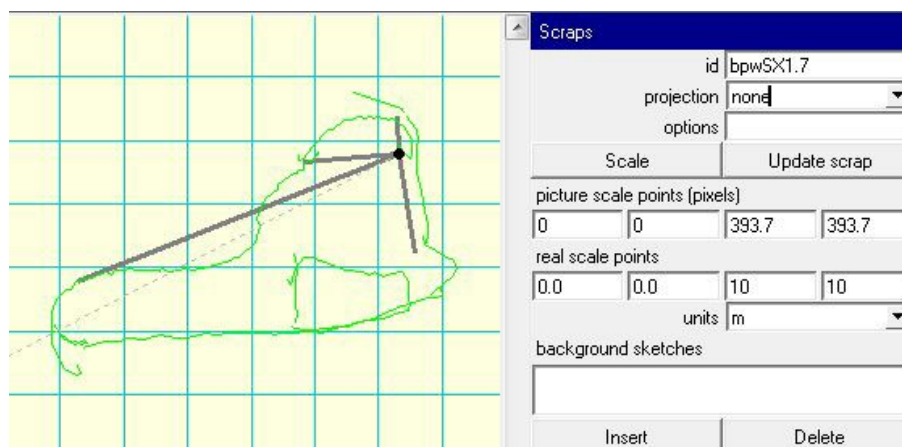 Scraps
id bpwSX1.7
projection none
options
Scale Update scrap
picture scale points (pixels)
0 0 393.7 393.7
real scale points
0.0 0.0 10 10
units m
background sketches
Insert Delete